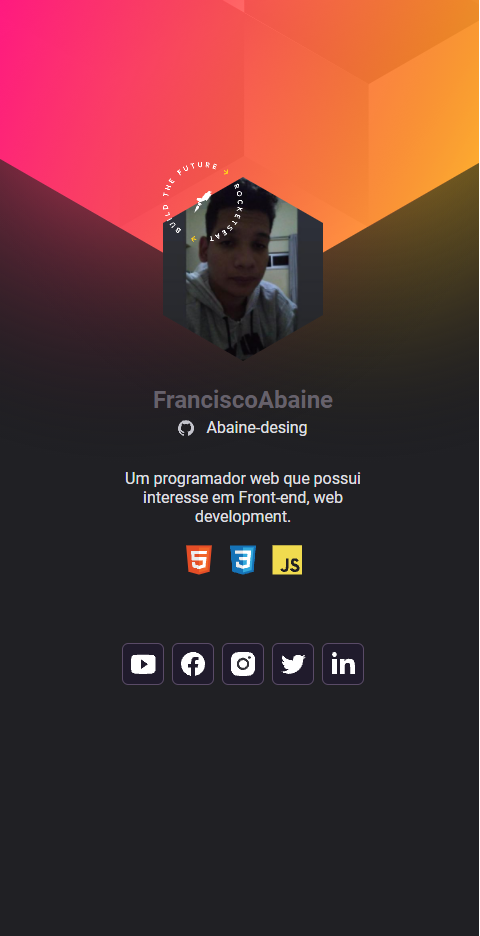 BUILD THE FUTURE → ROCKETSEAT →
FranciscoAbaine
Abaine-desing
Um programador web que possui
interesse em Front-end, web
development.
5
3
JS
in